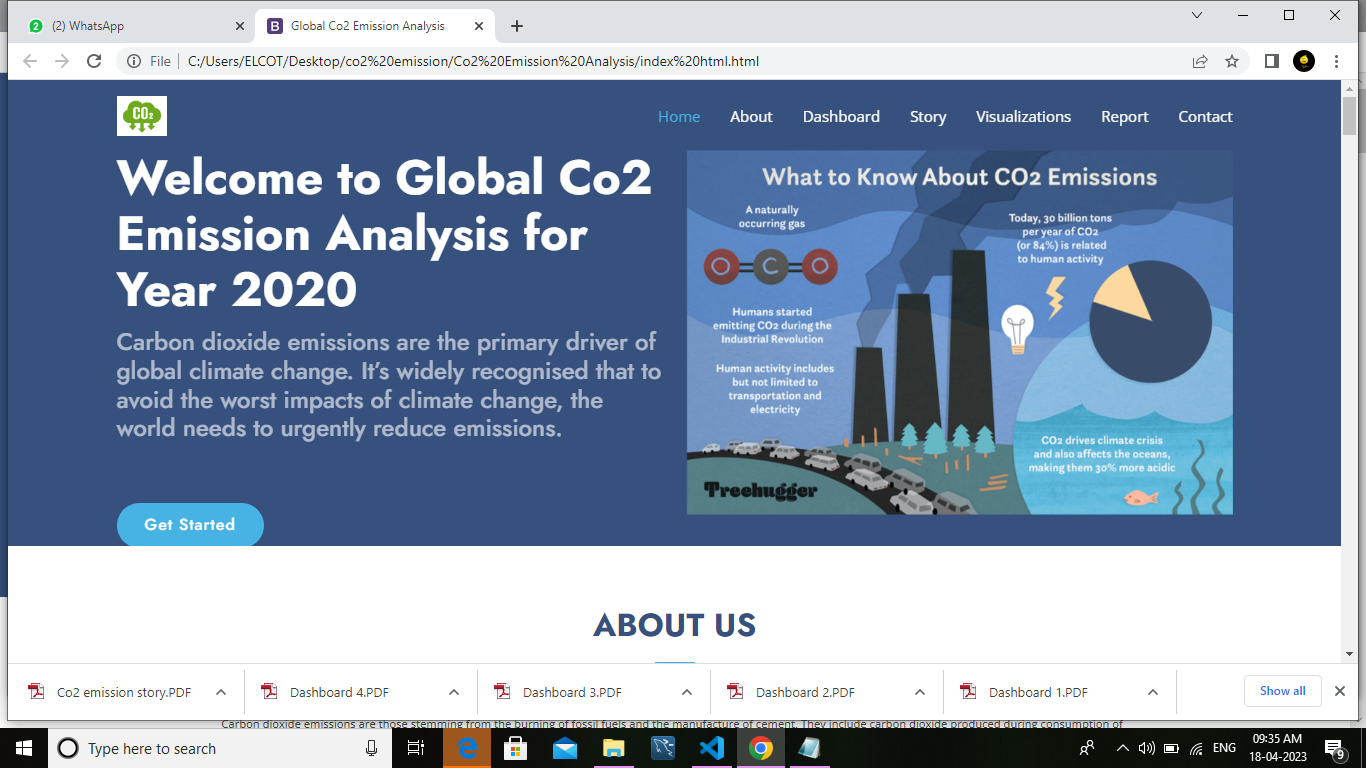 2
(2) WhatsApp
B
Global Co2 Emission Analysis
File
C:/Users/ELCOT/Desktop/co2%20emission/Co2%20Emission%20Analysis/index%20html.html
CO2
Home
About
Dashboard
Story
Visualizations
Report
Contact
Welcome to Global Co2
Emission Analysis for
Year 2020
Carbon dioxide emissions are the primary driver of
global climate change. It's widely recognised that to
avoid the worst impacts of climate change, the
world needs to urgently reduce emissions.
Get Started
What to Know About CO2 Emissions
A naturally
occurring gas
O C O
Humans started
emitting CO2 during the
Industrial Revolution
Human activity includes
but not limited to
transportation and
electricity
Today, 30 billion tons
per year of CO2
(or 84%) is related
to human activity
CO2 drives climate crisis
and also affects the oceans,
making them 30% more acidic
Treehugger
ABOUT US
Co2 emission story.PDF
Dashboard 4.PDF
Dashboard 3.PDF
Dashboard 2.PDF
Dashboard 1.PDF
Show all
Carbon dioxide emissions are those stemming from the burning of fossil fuels and the manufacture of cement. They include carbon dioxide produced during consumption of
Type here to search
ENG
09:35 AM
18-04-2023
9